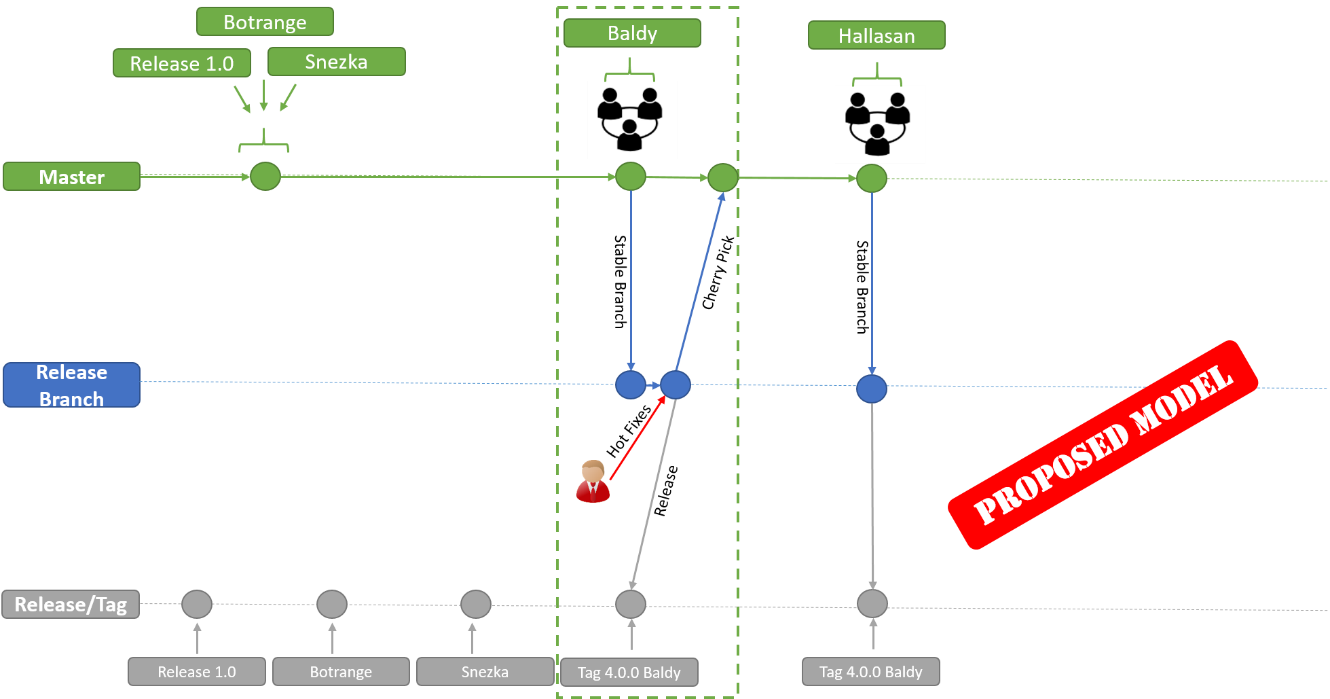 Botrange
Release 1.0
Snezka
Baldy
Hallasan
Master
Stable Branch
Cherry Pick
Stable Branch
Release
Branch
Hot Fixes
Release
PROPOSED MODEL
Release/Tag
Release 1.0
Botrange
Snezka
Tag 4.0.0 Baldy
Tag 4.0.0 Baldy